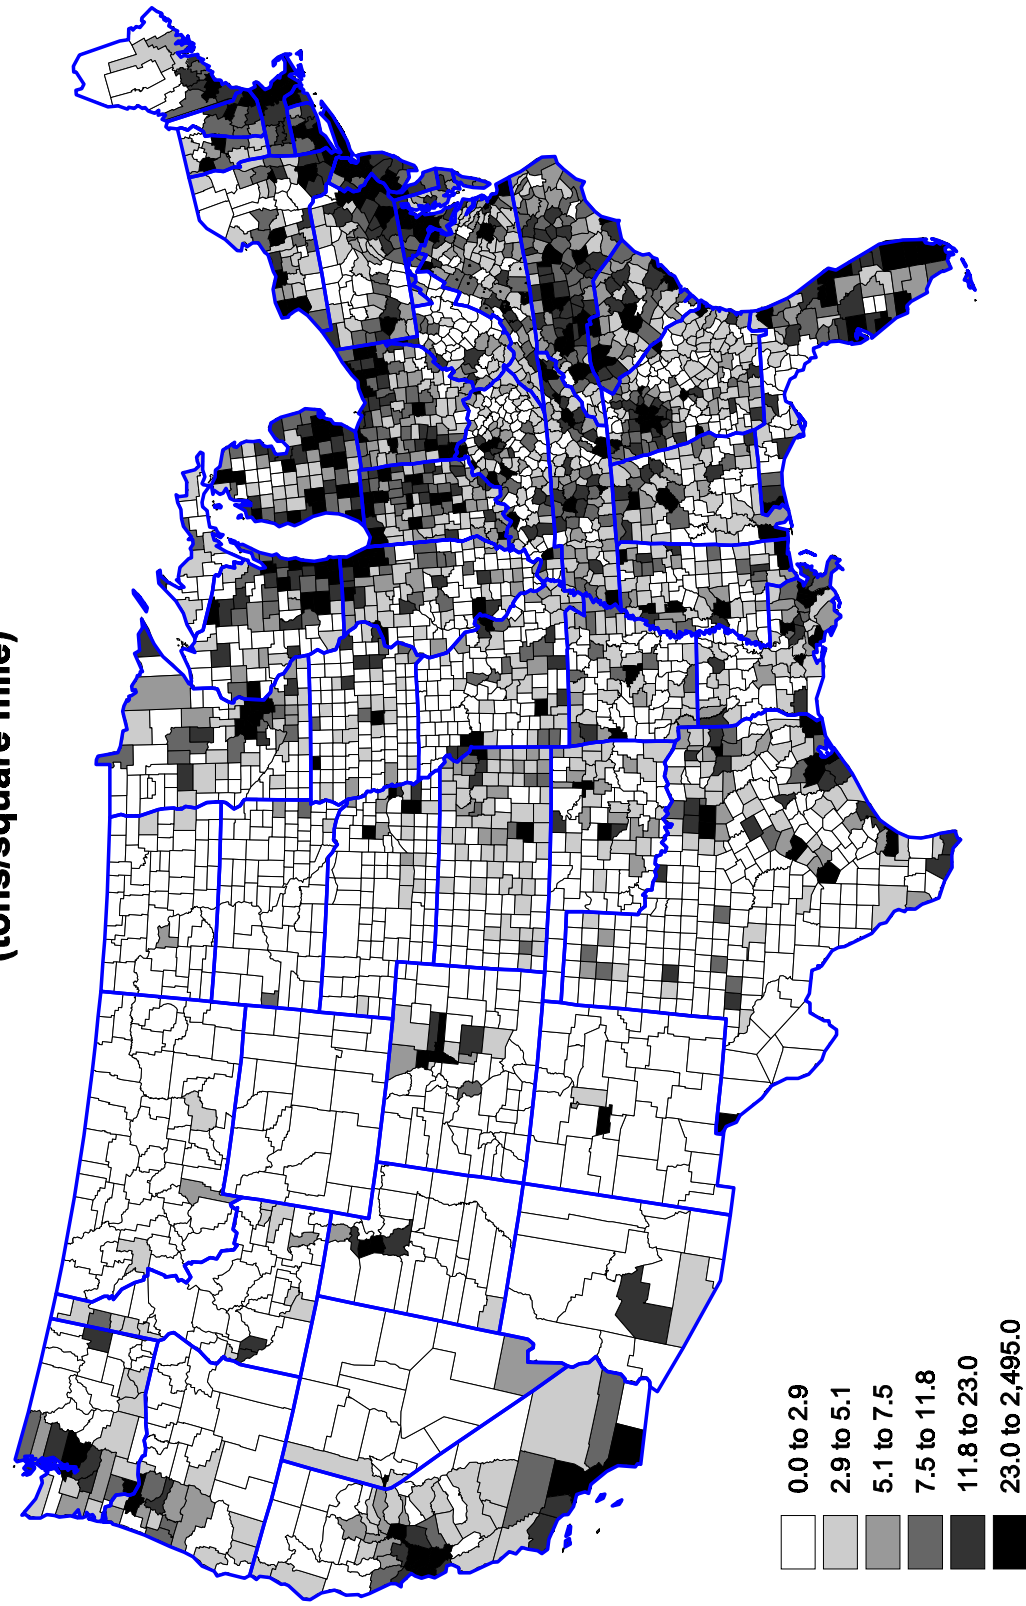 (tons/square mile)
0.0 to 2.9
2.9 to 5.1
5.1 to 7.5
7.5 to 11.8
11.8 to 23.0
23.0 to 2,495.0